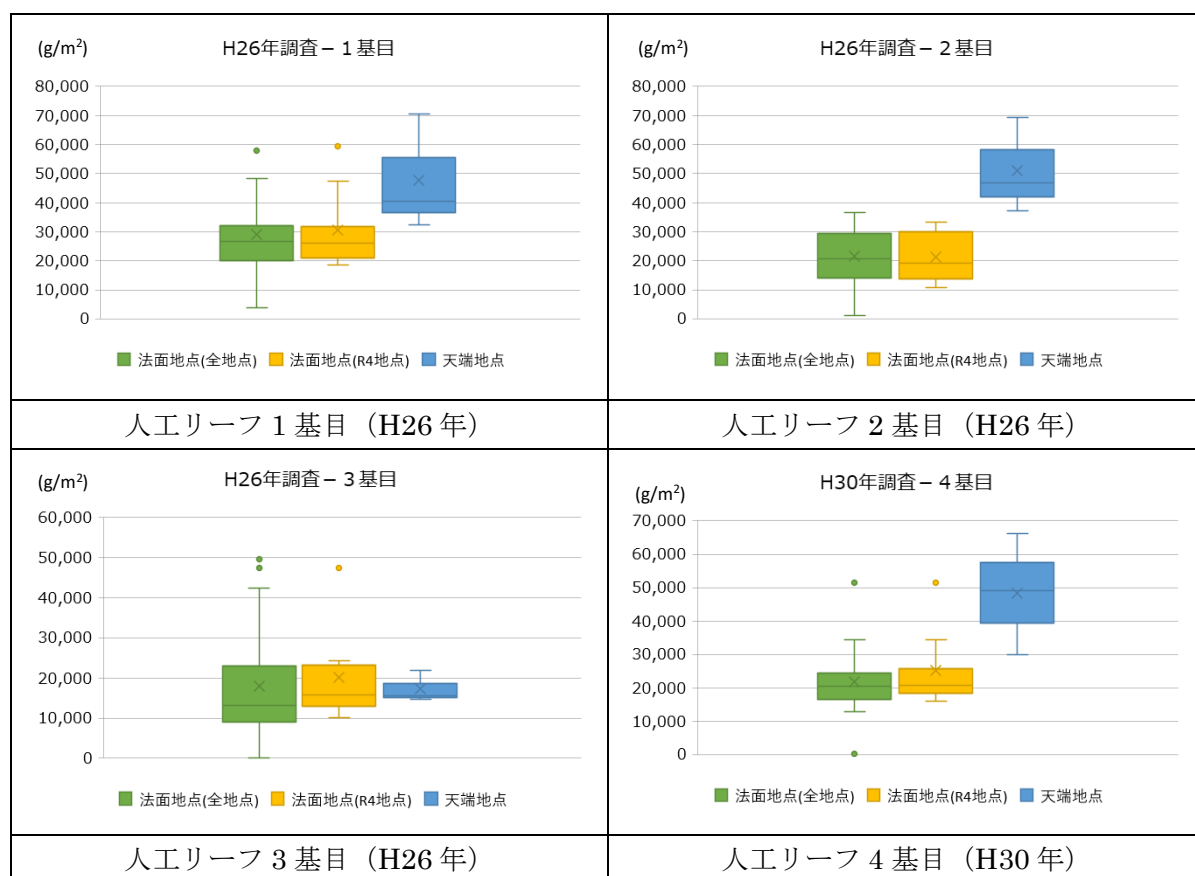 (g/m²)
H26年調査－1基目
80,000
70,000
60,000
50,000
40,000
30,000
20,000
10,000
0
法面地点(全地点) 法面地点(R4地点) 天端地点
人工リーフ1基目（H26年）
(g/m²)
H26年調査－2基目
80,000
70,000
60,000
50,000
40,000
30,000
20,000
10,000
0
法面地点(全地点) 法面地点(R4地点) 天端地点
人工リーフ2基目（H26年）
(g/m²)
H26年調査－3基目
60,000
50,000
40,000
30,000
20,000
10,000
0
法面地点(全地点) 法面地点(R4地点) 天端地点
人工リーフ3基目（H26年）
(g/m²)
H30年調査－4基目
70,000
60,000
50,000
40,000
30,000
20,000
10,000
0
法面地点(全地点) 法面地点(R4地点) 天端地点
人工リーフ4基目（H30年）